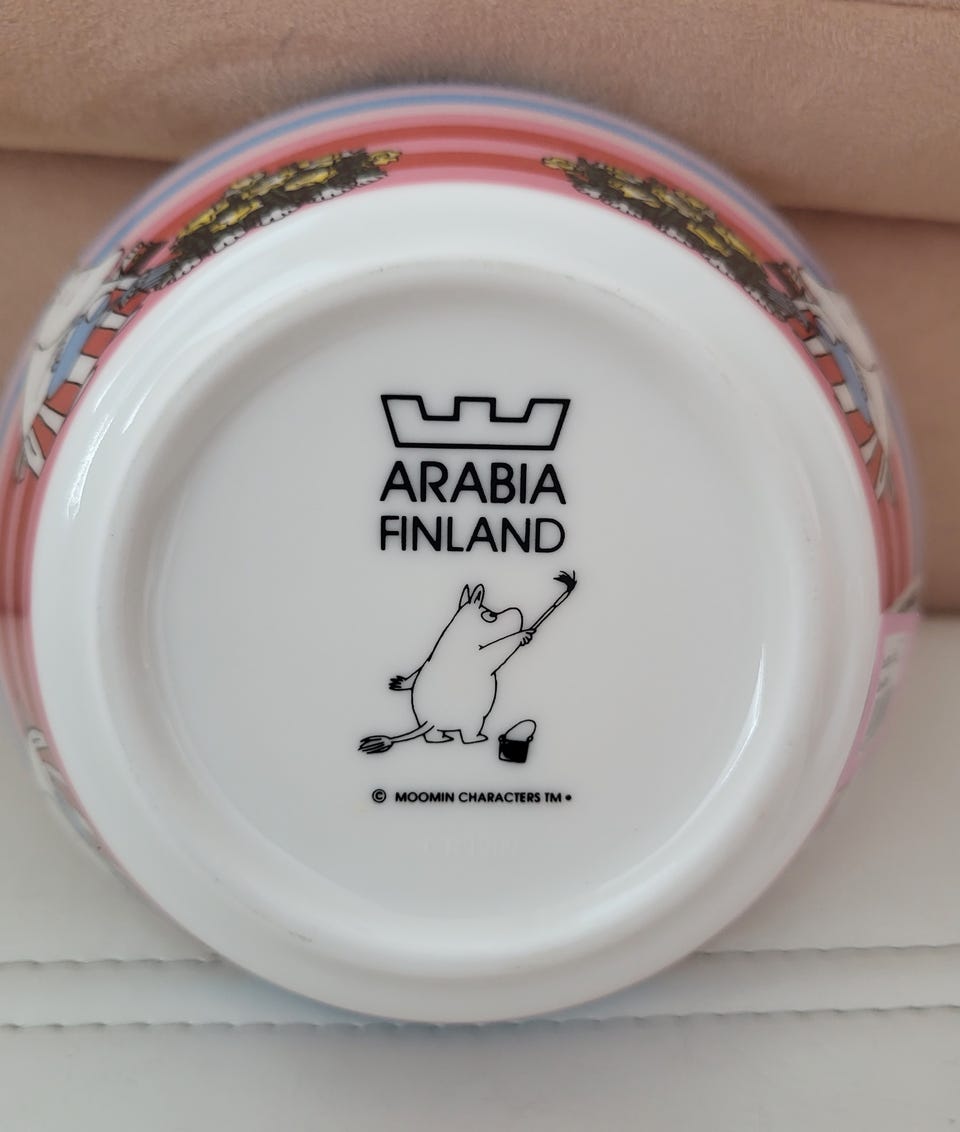 ARABIA
FINLAND
© MOOMIN CHARACTERS TM •